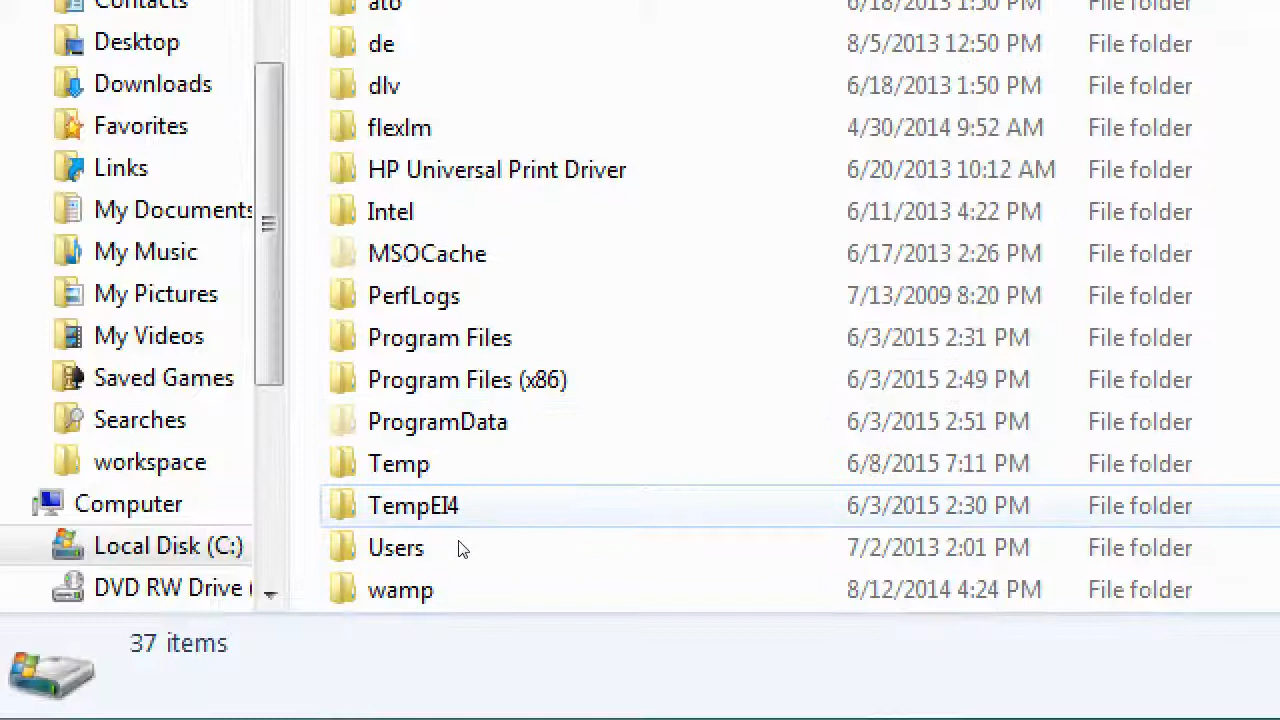 Contacts
Desktop
Downloads
Favorites
Links
My Documents
My Music
My Pictures
My Videos
Saved Games
Searches
workspace
Computer
Local Disk (C:)
DVD RW Drive (
ato 6/18/2013 1:50 PM File folder
de 8/5/2013 12:50 PM File folder
dlv 6/18/2013 1:50 PM File folder
flexlm 4/30/2014 9:52 AM File folder
HP Universal Print Driver 6/20/2013 10:12 AM File folder
Intel 6/11/2013 4:22 PM File folder
MSOCache 6/17/2013 2:26 PM File folder
PerfLogs 7/13/2009 8:20 PM File folder
Program Files 6/3/2015 2:31 PM File folder
Program Files (x86) 6/3/2015 2:49 PM File folder
ProgramData 6/3/2015 2:51 PM File folder
Temp 6/8/2015 7:11 PM File folder
TempEI4 6/3/2015 2:30 PM File folder
Users 7/2/2013 2:01 PM File folder
wamp 8/12/2014 4:24 PM File folder
37 items